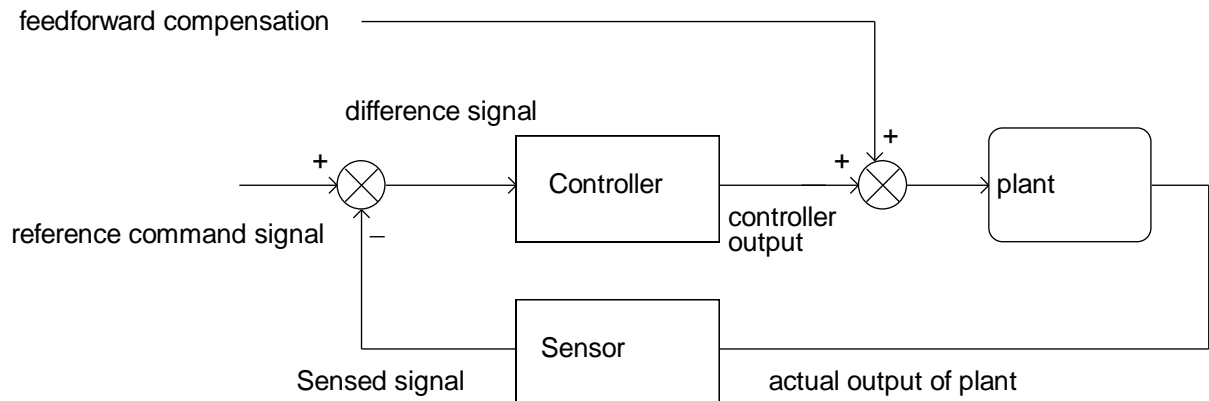 feedforward compensation
difference signal
+
+
+
Controller
plant
reference command signal
–
controller
output
Sensor
Sensed signal
actual output of plant